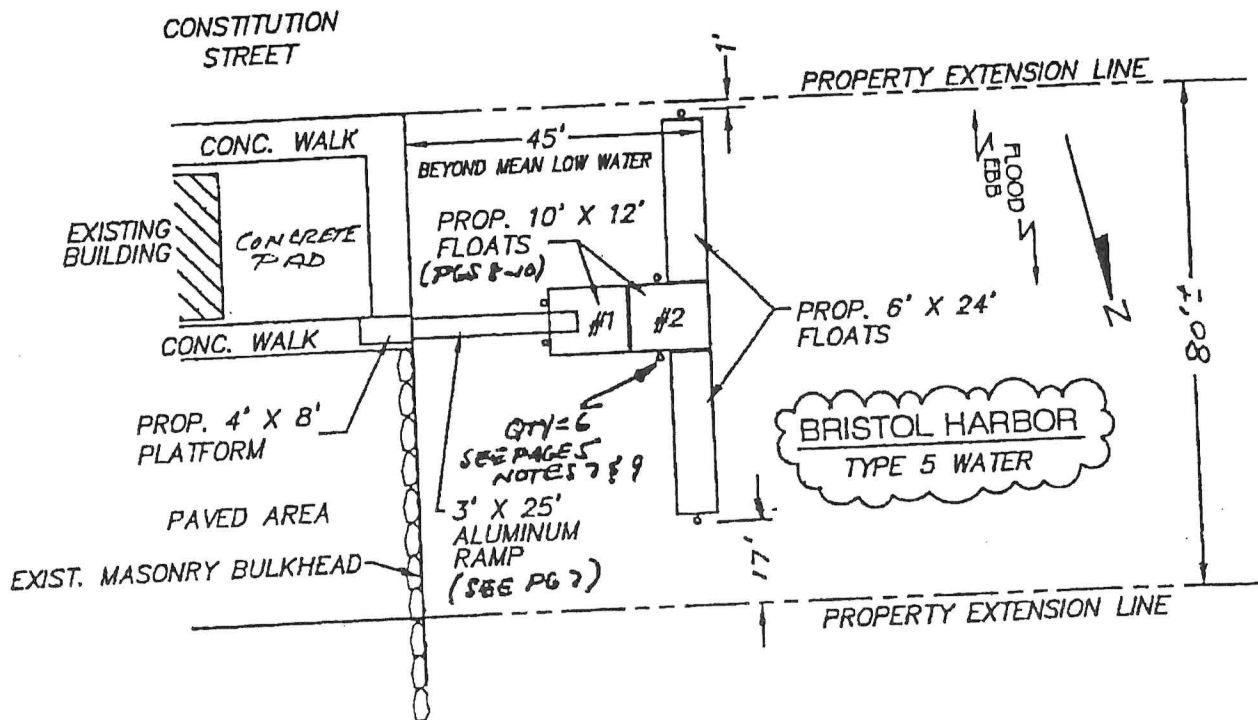 CONSTITUTION
STREET
1'
PROPERTY EXTENSION LINE
CONC. WALK
45'
BEYOND MEAN LOW WATER
FLOOD
EBB
EXISTING
BUILDING
CONCRETE
PAD
PROP. 10' X 12'
FLOATS
(PGS 8-10)
N
80'±
#1
#2
PROP. 6' X 24'
FLOATS
CONC. WALK
PROP. 4' X 8'
PLATFORM
QTY=6
SEE PAGE 5
NOTES 7 & 9
BRISTOL HARBOR
TYPE 5 WATER
PAVED AREA
3' X 25'
ALUMINUM
RAMP
(SEE PG 7)
17'
EXIST. MASONRY BULKHEAD
PROPERTY EXTENSION LINE